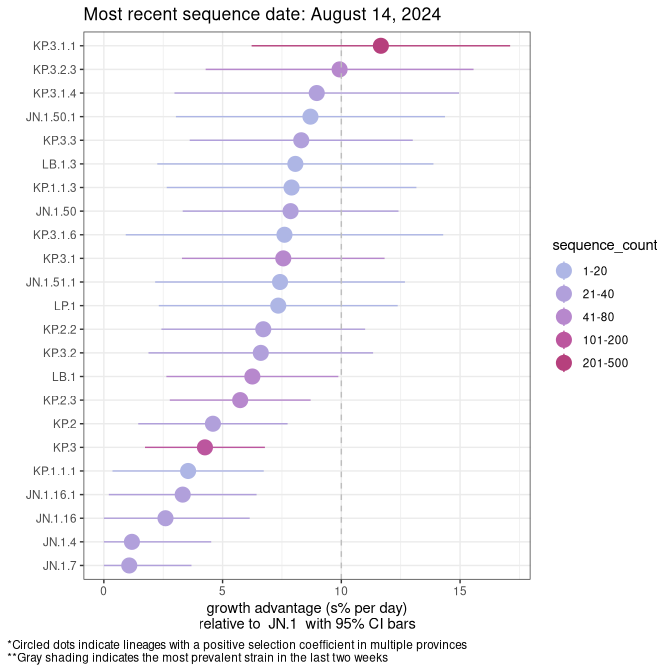 Most recent sequence date: August 14, 2024
KP.3.1.1
KP.3.2.3
KP.3.1.4
JN.1.50.1
KP.3.3
LB.1.3
KP.1.1.3
JN.1.50
KP.3.1.6
KP.3.1
JN.1.51.1
LP.1
KP.2.2
KP.3.2
LB.1
KP.2.3
KP.2
KP.3
KP.1.1.1
JN.1.16.1
JN.1.16
JN.1.4
JN.1.7
0 5 10 15
growth advantage (s% per day)
relative to JN.1 with 95% CI bars
sequence_count
1-20
21-40
41-80
101-200
201-500
*Circled dots indicate lineages with a positive selection coefficient in multiple provinces
**Gray shading indicates the most prevalent strain in the last two weeks